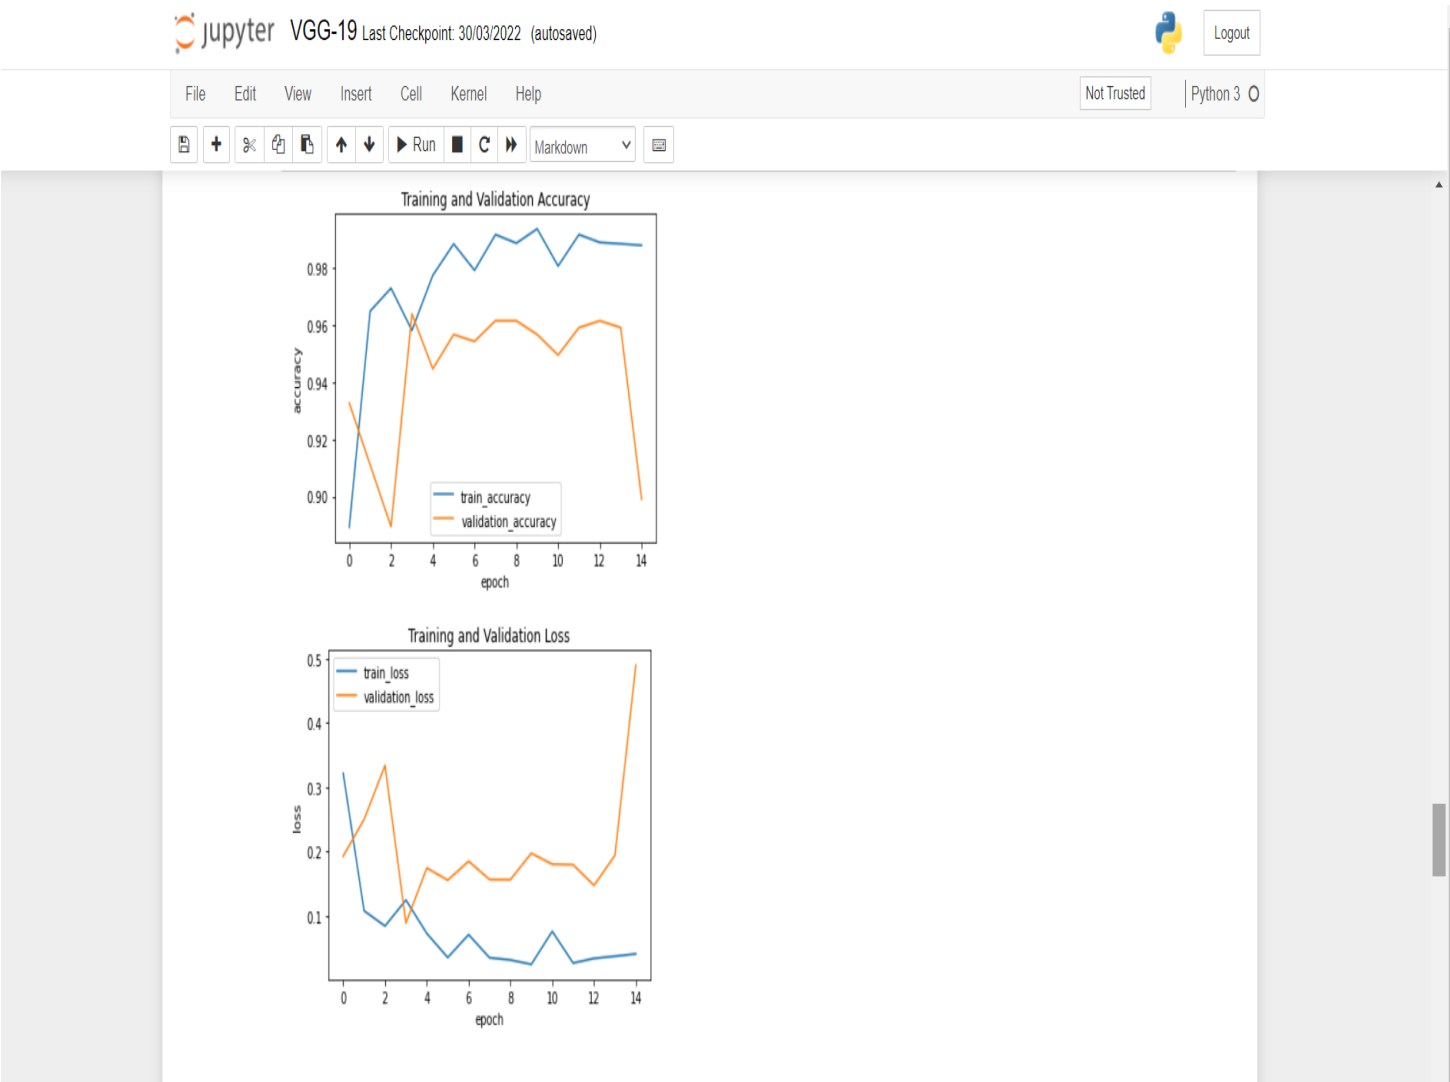 jupyter VGG-19 Last Checkpoint: 30/03/2022 (autosaved) Logout
File Edit View Insert Cell Kernel Help Not Trusted Python 3
Run Markdown
Training and Validation Accuracy
0.98
0.96
0.94
0.92
0.90
accuracy
train_accuracy
validation_accuracy
0 2 4 6 8 10 12 14
epoch
Training and Validation Loss
0.5
0.4
0.3
0.2
0.1
loss
train_loss
validation_loss
0 2 4 6 8 10 12 14
epoch